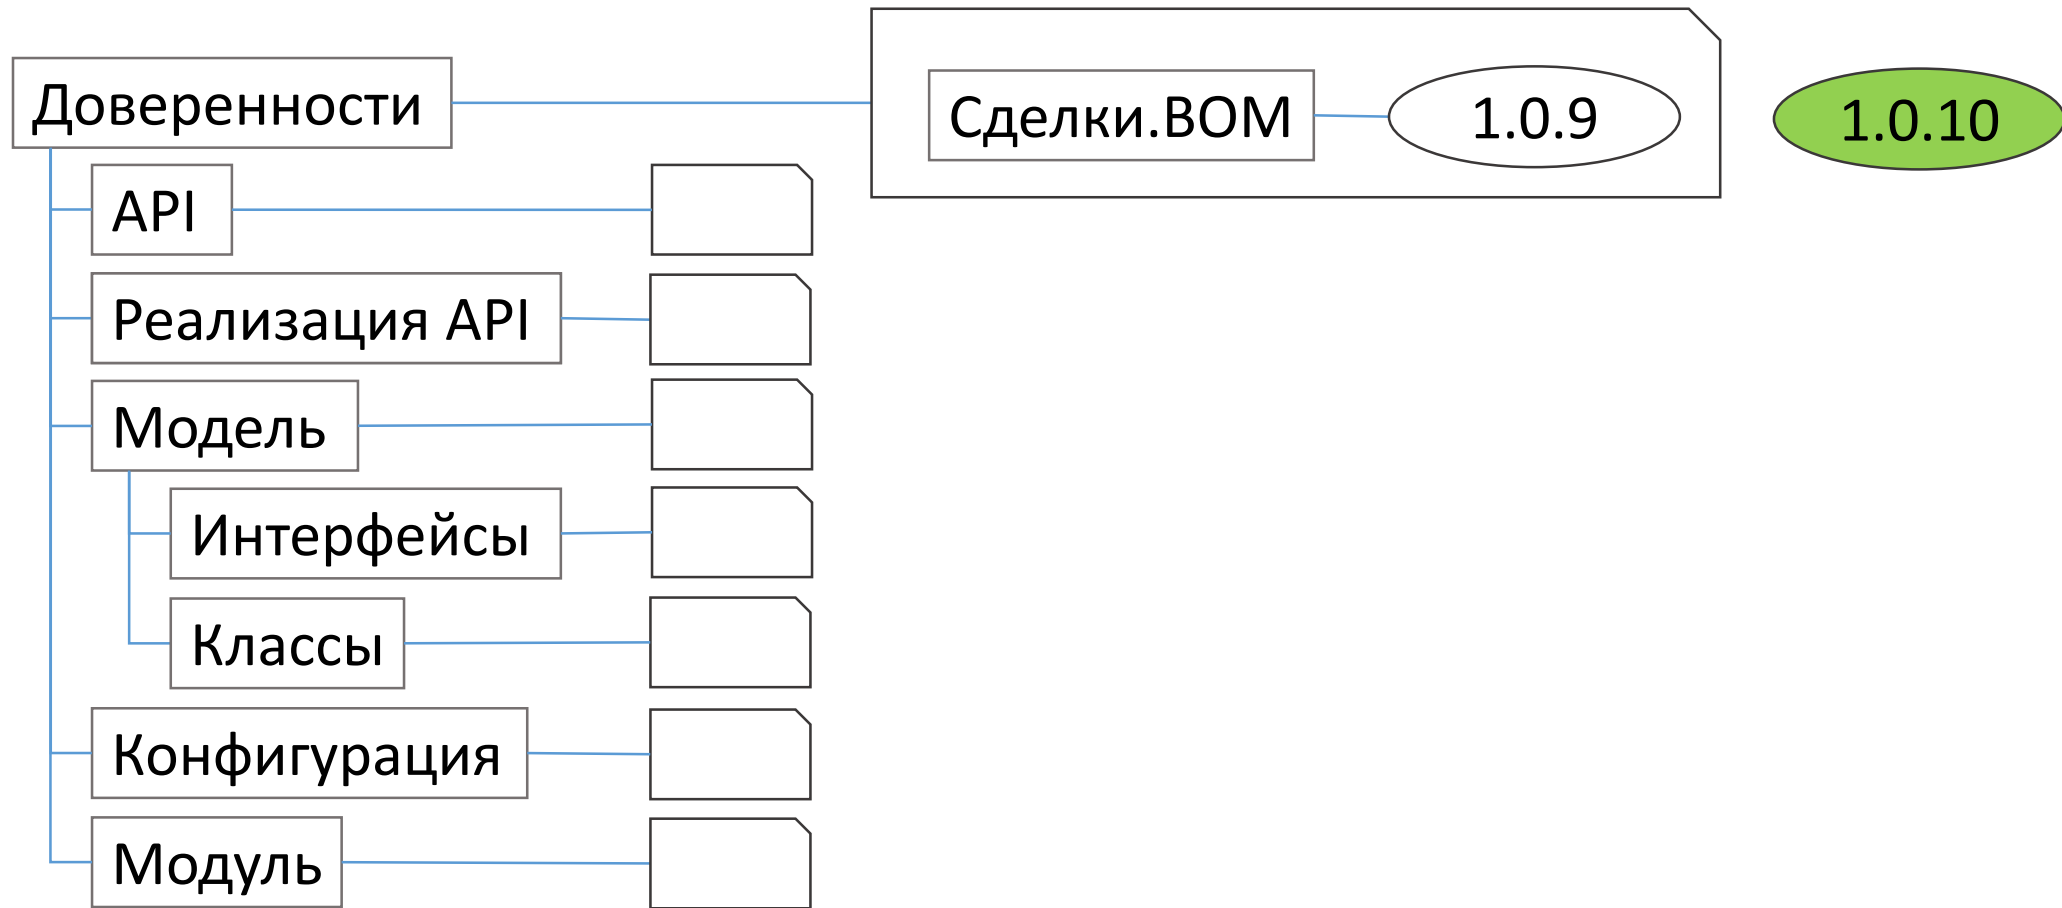 Доверенности
Сделки.BOM
1.0.9
1.0.10
API
Реализация API
Модель
Интерфейсы
Классы
Конфигурация
Модуль